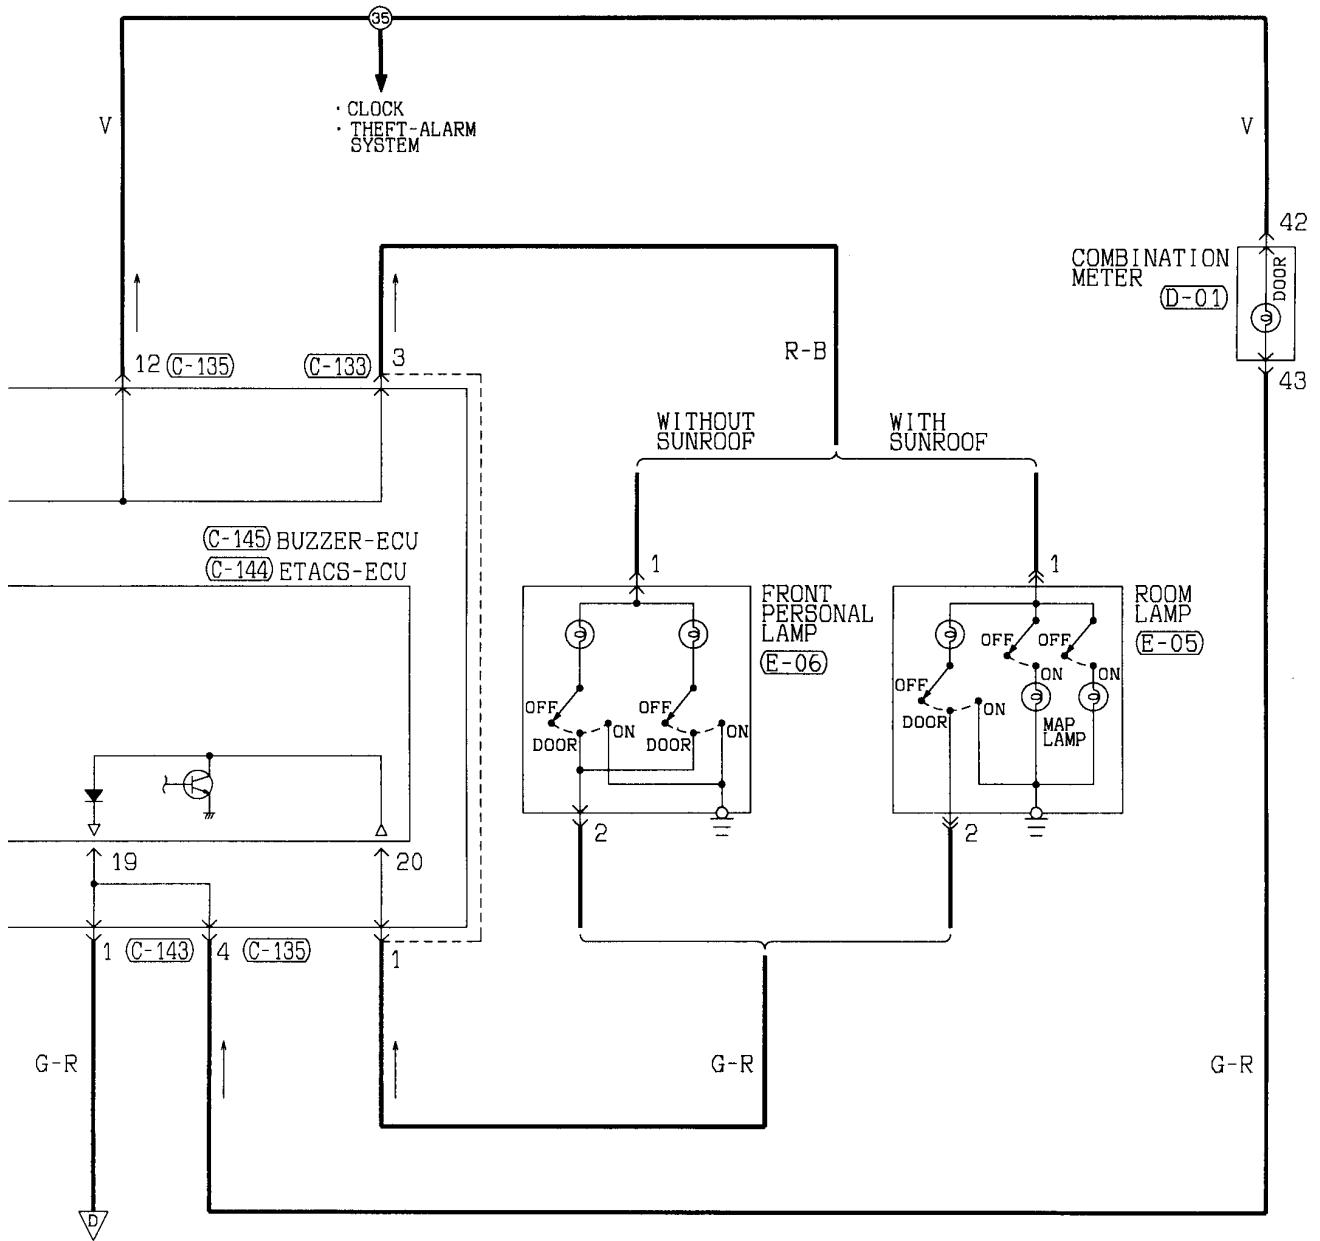 35
· CLOCK
· THEFT-ALARM
SYSTEM
V
V
42
COMBINATION
METER
D-01
DOOR
43
12
C-135
C-133
3
R-B
WITHOUT
SUNROOF
WITH
SUNROOF
C-145 BUZZER-ECU
C-144 ETACS-ECU
1
FRONT
PERSONAL
LAMP
E-06
OFF
DOOR
ON
OFF
DOOR
ON
2
1
ROOM
LAMP
E-05
OFF
OFF
ON
ON
OFF
DOOR
ON
MAP
LAMP
2
19
20
1
C-143
4
C-135
1
G-R
G-R
G-R
D